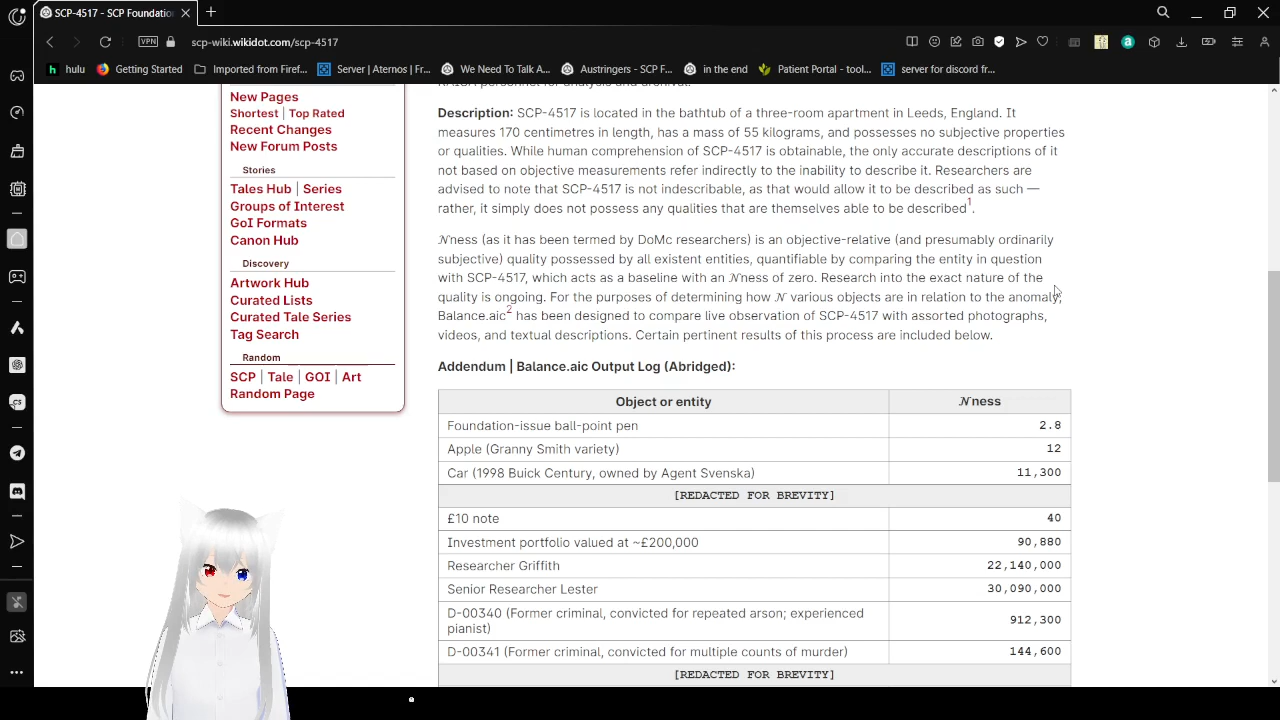 SCP-4517 - SCP Foundatio
VPN
scp-wiki.wikidot.com/scp-4517
hulu
Getting Started
Imported from Firef...
Server | Aternos | Fr...
We Need To Talk A...
Austringers - SCP F...
in the end
Patient Portal - tool...
server for discord fr...
New Pages
Shortest | Top Rated
Recent Changes
New Forum Posts
Stories
Tales Hub | Series
Groups of Interest
GoI Formats
Canon Hub
Discovery
Artwork Hub
Curated Lists
Curated Tale Series
Tag Search
Random
SCP | Tale | GOI | Art
Random Page
Description: SCP-4517 is located in the bathtub of a three-room apartment in Leeds, England. It
measures 170 centimetres in length, has a mass of 55 kilograms, and possesses no subjective properties
or qualities. While human comprehension of SCP-4517 is obtainable, the only accurate descriptions of it
not based on objective measurements refer indirectly to the inability to describe it. Researchers are
advised to note that SCP-4517 is not indescribable, as that would allow it to be described as such —
rather, it simply does not possess any qualities that are themselves able to be described1.
𝒩ness (as it has been termed by DoMc researchers) is an objective-relative (and presumably ordinarily
subjective) quality possessed by all existent entities, quantifiable by comparing the entity in question
with SCP-4517, which acts as a baseline with an 𝒩ness of zero. Research into the exact nature of the
quality is ongoing. For the purposes of determining how 𝒩 various objects are in relation to the anomaly,
Balance.aic2 has been designed to compare live observation of SCP-4517 with assorted photographs,
videos, and textual descriptions. Certain pertinent results of this process are included below.
Addendum | Balance.aic Output Log (Abridged):
Object or entity 𝒩ness
Foundation-issue ball-point pen 2.8
Apple (Granny Smith variety) 12
Car (1998 Buick Century, owned by Agent Svenska) 11,300
[REDACTED FOR BREVITY]
£10 note 40
Investment portfolio valued at ~£200,000 90,880
Researcher Griffith 22,140,000
Senior Researcher Lester 30,090,000
D-00340 (Former criminal, convicted for repeated arson; experienced
pianist) 912,300
D-00341 (Former criminal, convicted for multiple counts of murder) 144,600
[REDACTED FOR BREVITY]